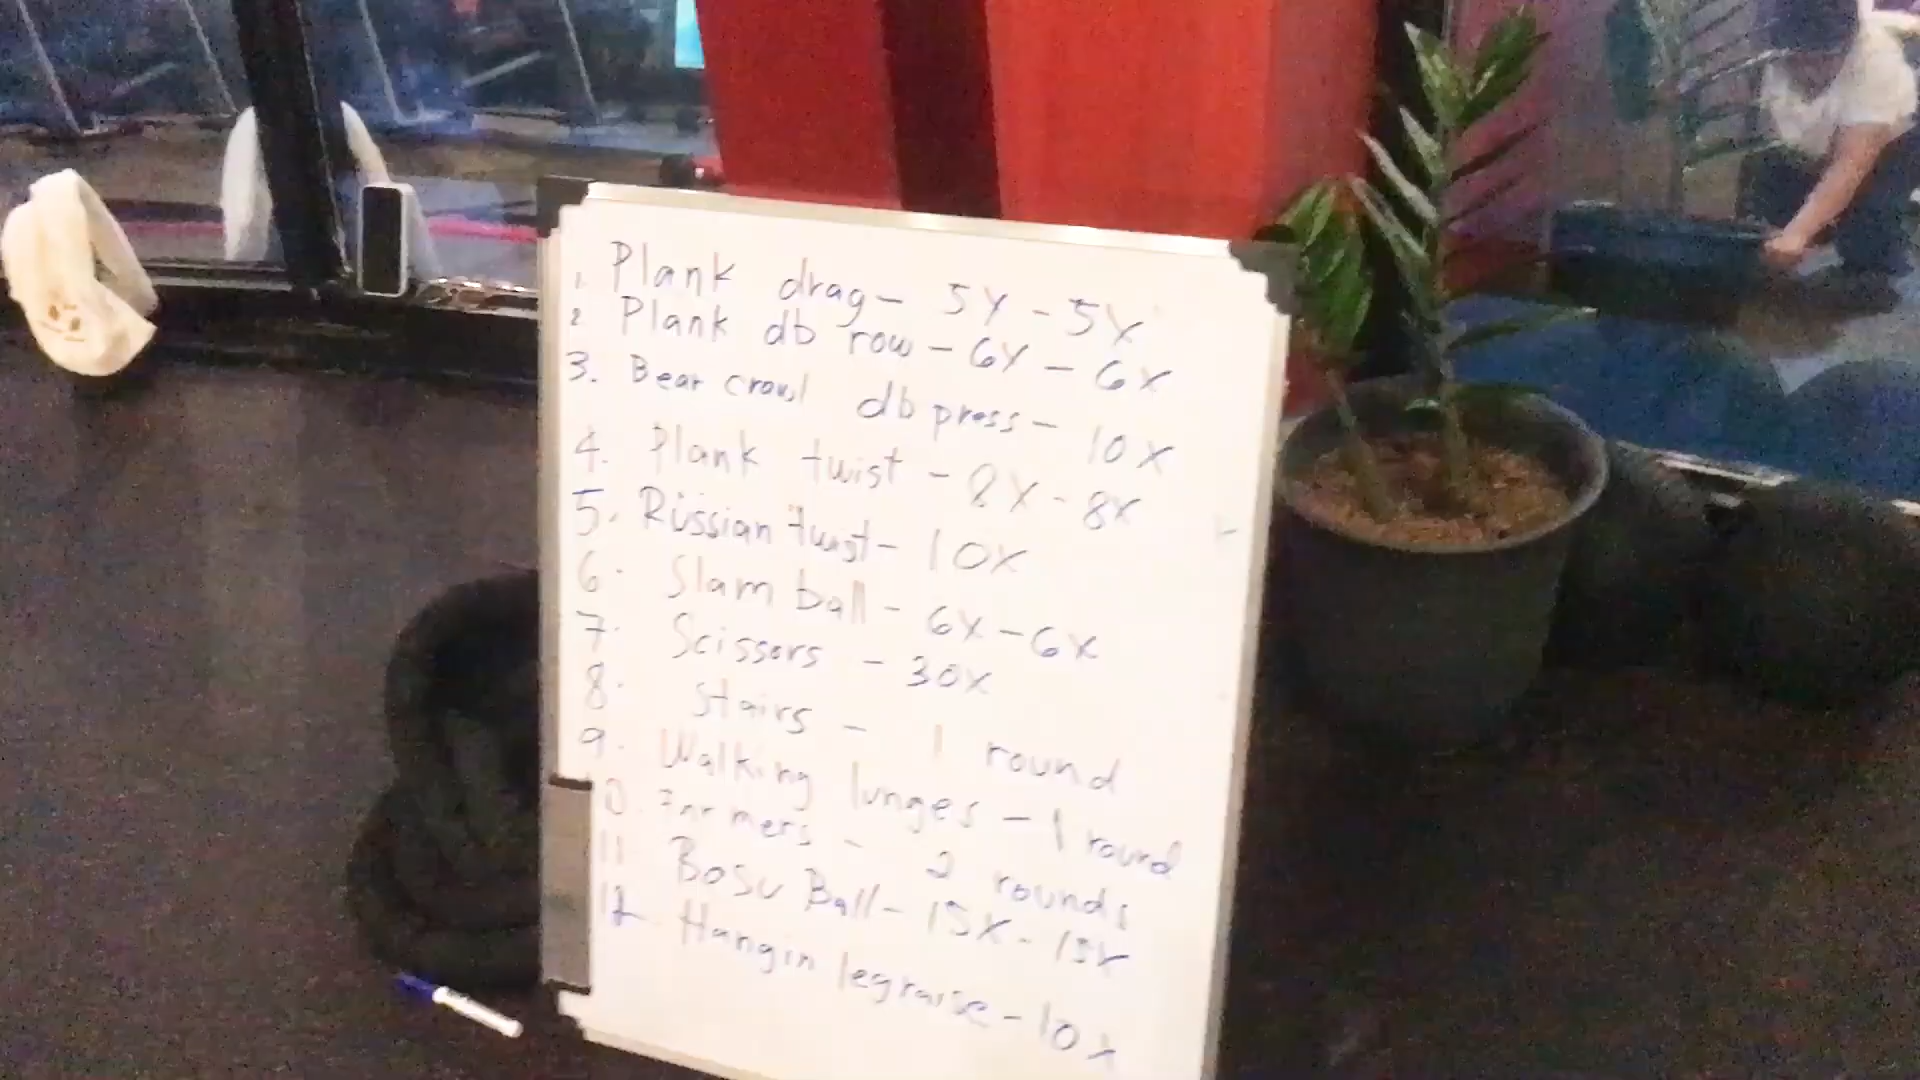 1. Plank drag - 5x - 5x
2 Plank db row - 6x - 6x
3. Bear crawl db press - 10x
4. Plank twist - 8x - 8x
5. Russian twist - 10x
6. Slam ball - 6x - 6x
7. Scissors - 30x
8. Stairs - 1 round
9. Walking lunges - 1 round
10. Farmers - 2 rounds
11 Bosu Ball - 15x - 15x
12 Hangin legraise - 10x